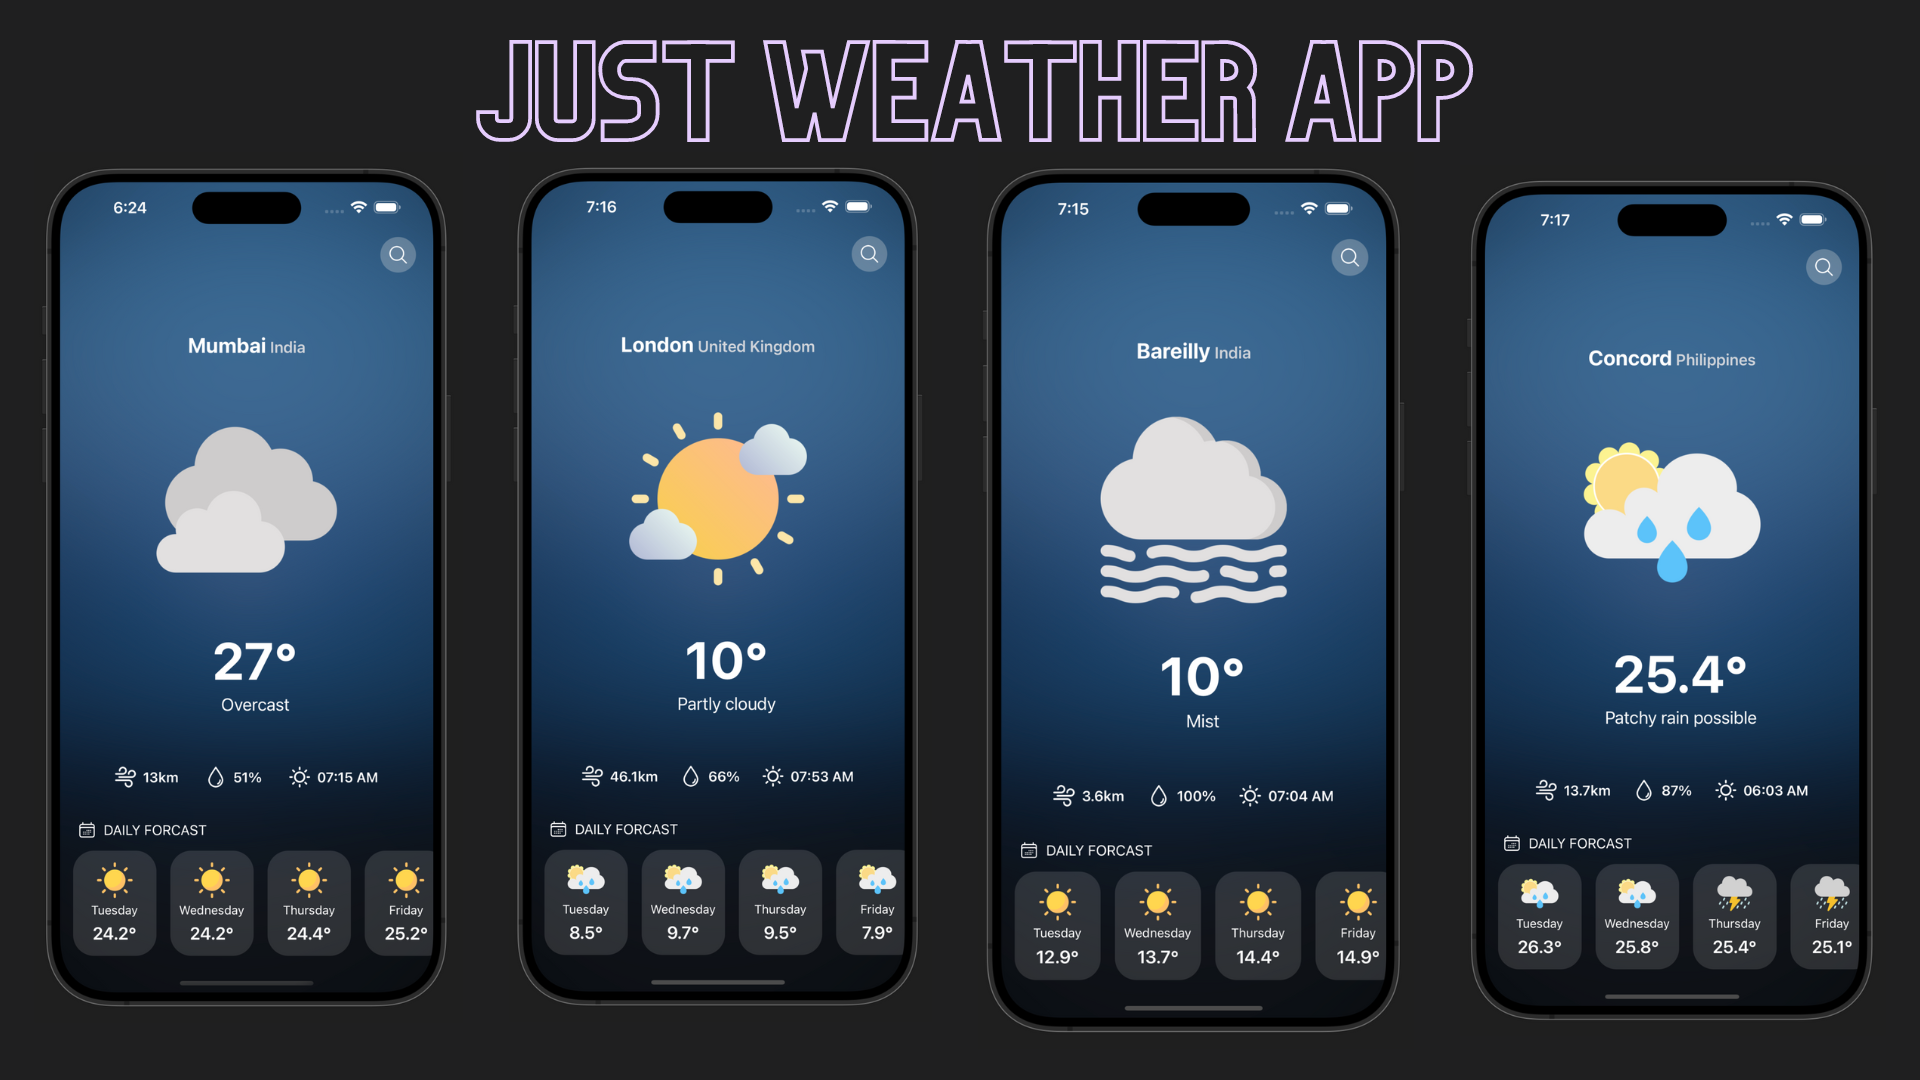 JUST WEATHER APP
6:24
Mumbai India
27°
Overcast
13km 51% 07:15 AM
DAILY FORCAST
Tuesday Wednesday Thursday Friday
24.2° 24.2° 24.4° 25.2°
7:16
London United Kingdom
10°
Partly cloudy
46.1km 66% 07:53 AM
DAILY FORCAST
Tuesday Wednesday Thursday Friday
8.5° 9.7° 9.5° 7.9°
7:15
Bareilly India
10°
Mist
3.6km 100% 07:04 AM
DAILY FORCAST
Tuesday Wednesday Thursday Friday
12.9° 13.7° 14.4° 14.9°
7:17
Concord Philippines
25.4°
Patchy rain possible
13.7km 87% 06:03 AM
DAILY FORCAST
Tuesday Wednesday Thursday Friday
26.3° 25.8° 25.4° 25.1°